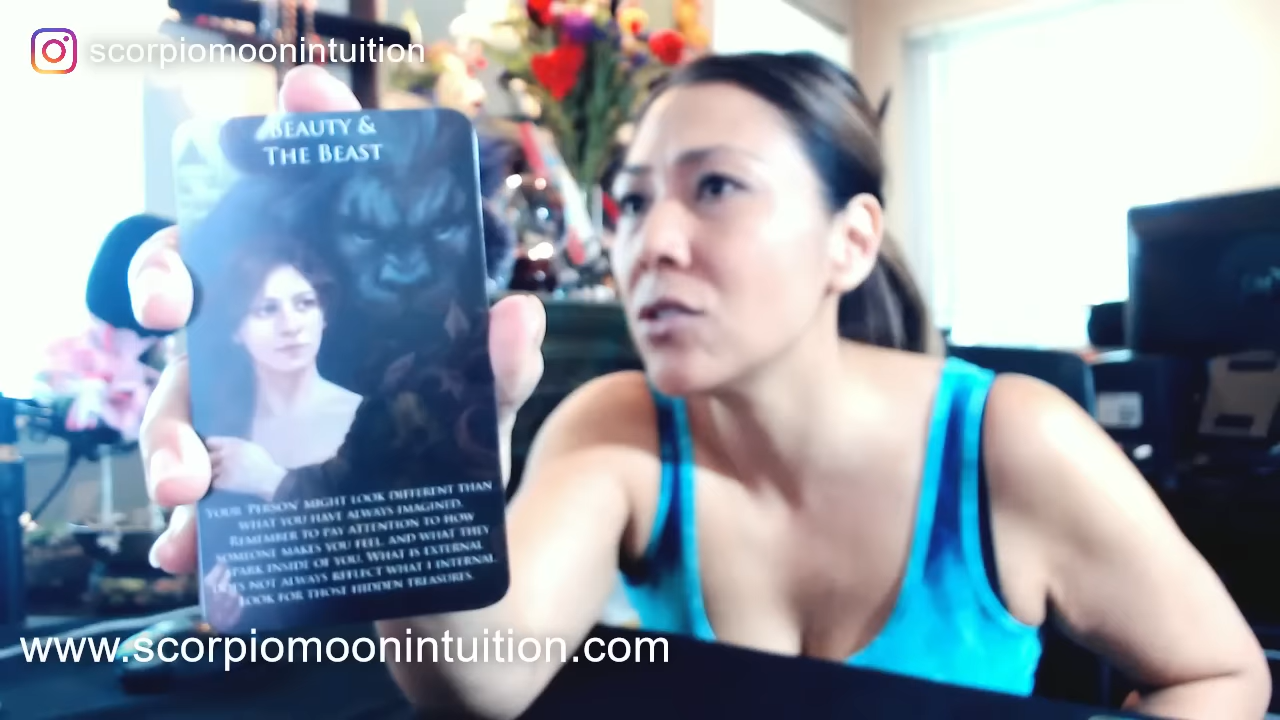 scorpiomoonintuition
BEAUTY &
THE BEAST
YOUR 'PERSON' MIGHT LOOK DIFFERENT THAN
WHAT YOU HAVE ALWAYS IMAGINED.
REMEMBER TO PAY ATTENTION TO HOW
SOMEONE MAKES YOU FEEL, AND WHAT THEY
SPARK INSIDE OF YOU. WHAT IS EXTERNAL
DOES NOT ALWAYS REFLECT WHAT I INTERNAL.
LOOK FOR THOSE HIDDEN TREASURES.
www.scorpiomoonintuition.com